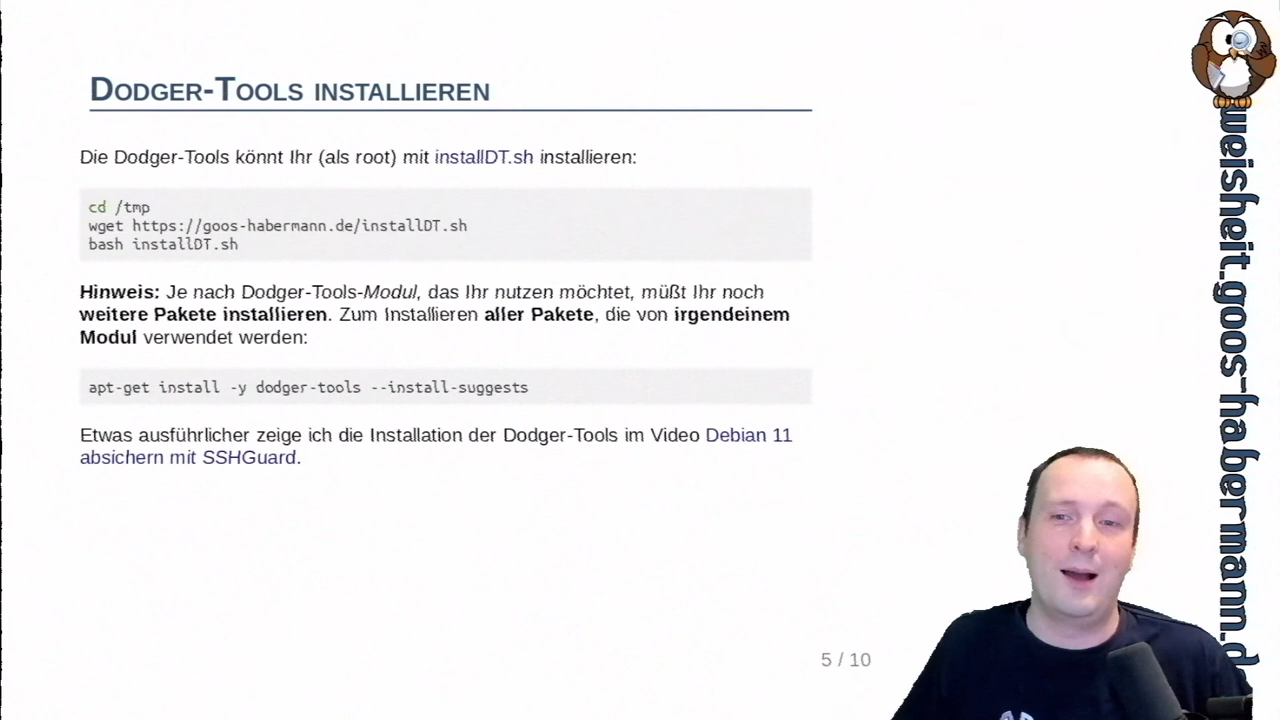 DODGER-TOOLS INSTALLIEREN
Die Dodger-Tools könnt Ihr (als root) mit installDT.sh installieren:
cd /tmp
wget https://goos-habermann.de/installDT.sh
bash installDT.sh
Hinweis: Je nach Dodger-Tools-Modul, das Ihr nutzen möchtet, müßt Ihr noch
weitere Pakete installieren. Zum Installieren aller Pakete, die von irgendeinem
Modul verwendet werden:
apt-get install -y dodger-tools --install-suggests
Etwas ausführlicher zeige ich die Installation der Dodger-Tools im Video Debian 11
absichern mit SSHGuard.
5 / 10
weisheit.goos-habermann.d